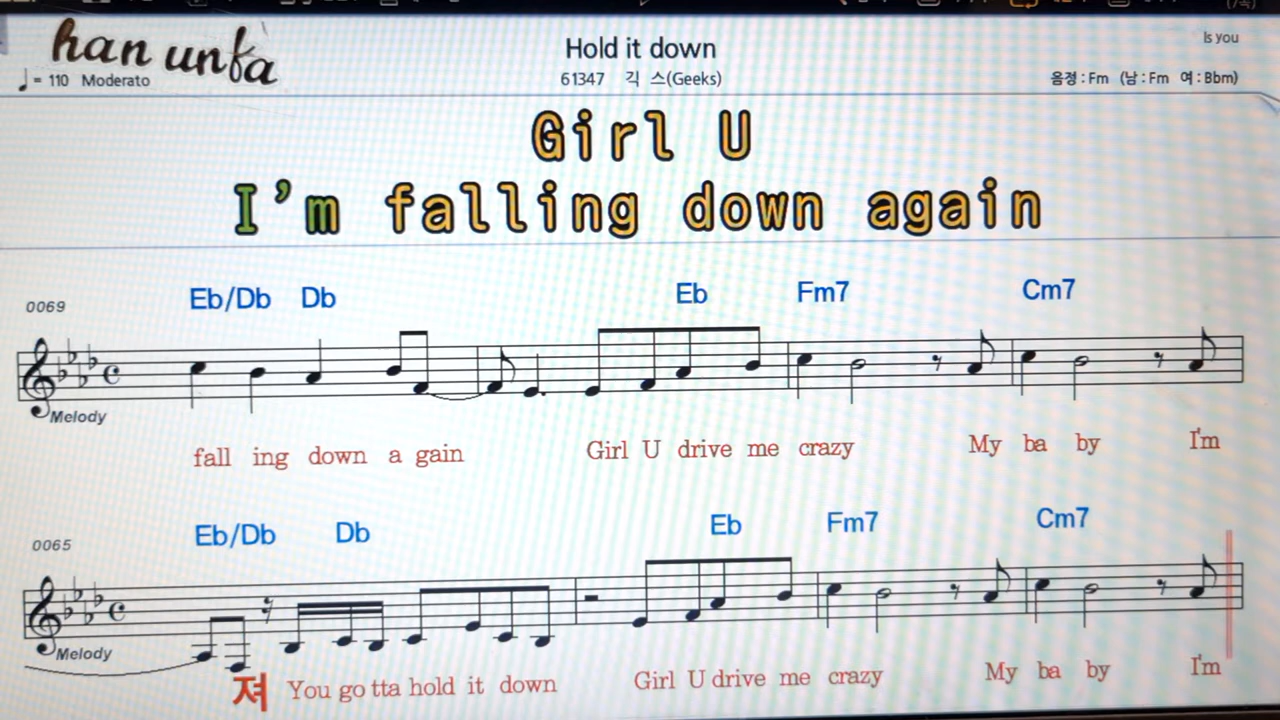 han unfa
Hold it down
Is you
♩= 110 Moderato
61347 긱 스(Geeks)
음정 : Fm (남 : Fm 여 : Bbm)
Girl U
I'm falling down again
0069
Eb/Db Db Eb Fm7 Cm7
Melody
fall ing down a gain Girl U drive me crazy My ba by I'm
0065
Eb/Db Db Eb Fm7 Cm7
Melody
져 You go tta hold it down Girl U drive me crazy My ba by I'm